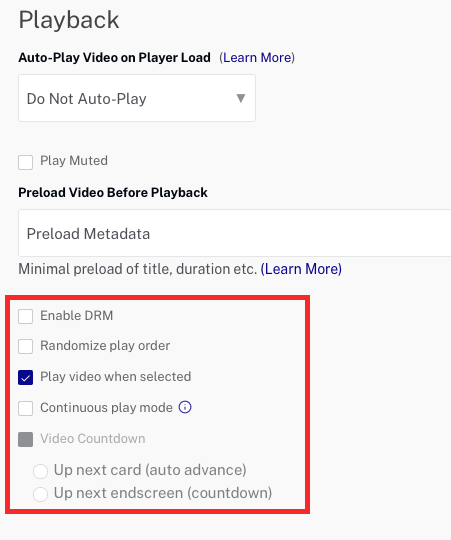 Playback
Auto-Play Video on Player Load (Learn More)
Do Not Auto-Play
Play Muted
Preload Video Before Playback
Preload Metadata
Minimal preload of title, duration etc. (Learn More)
Enable DRM
Randomize play order
Play video when selected
Continuous play mode
Video Countdown
Up next card (auto advance)
Up next endscreen (countdown)